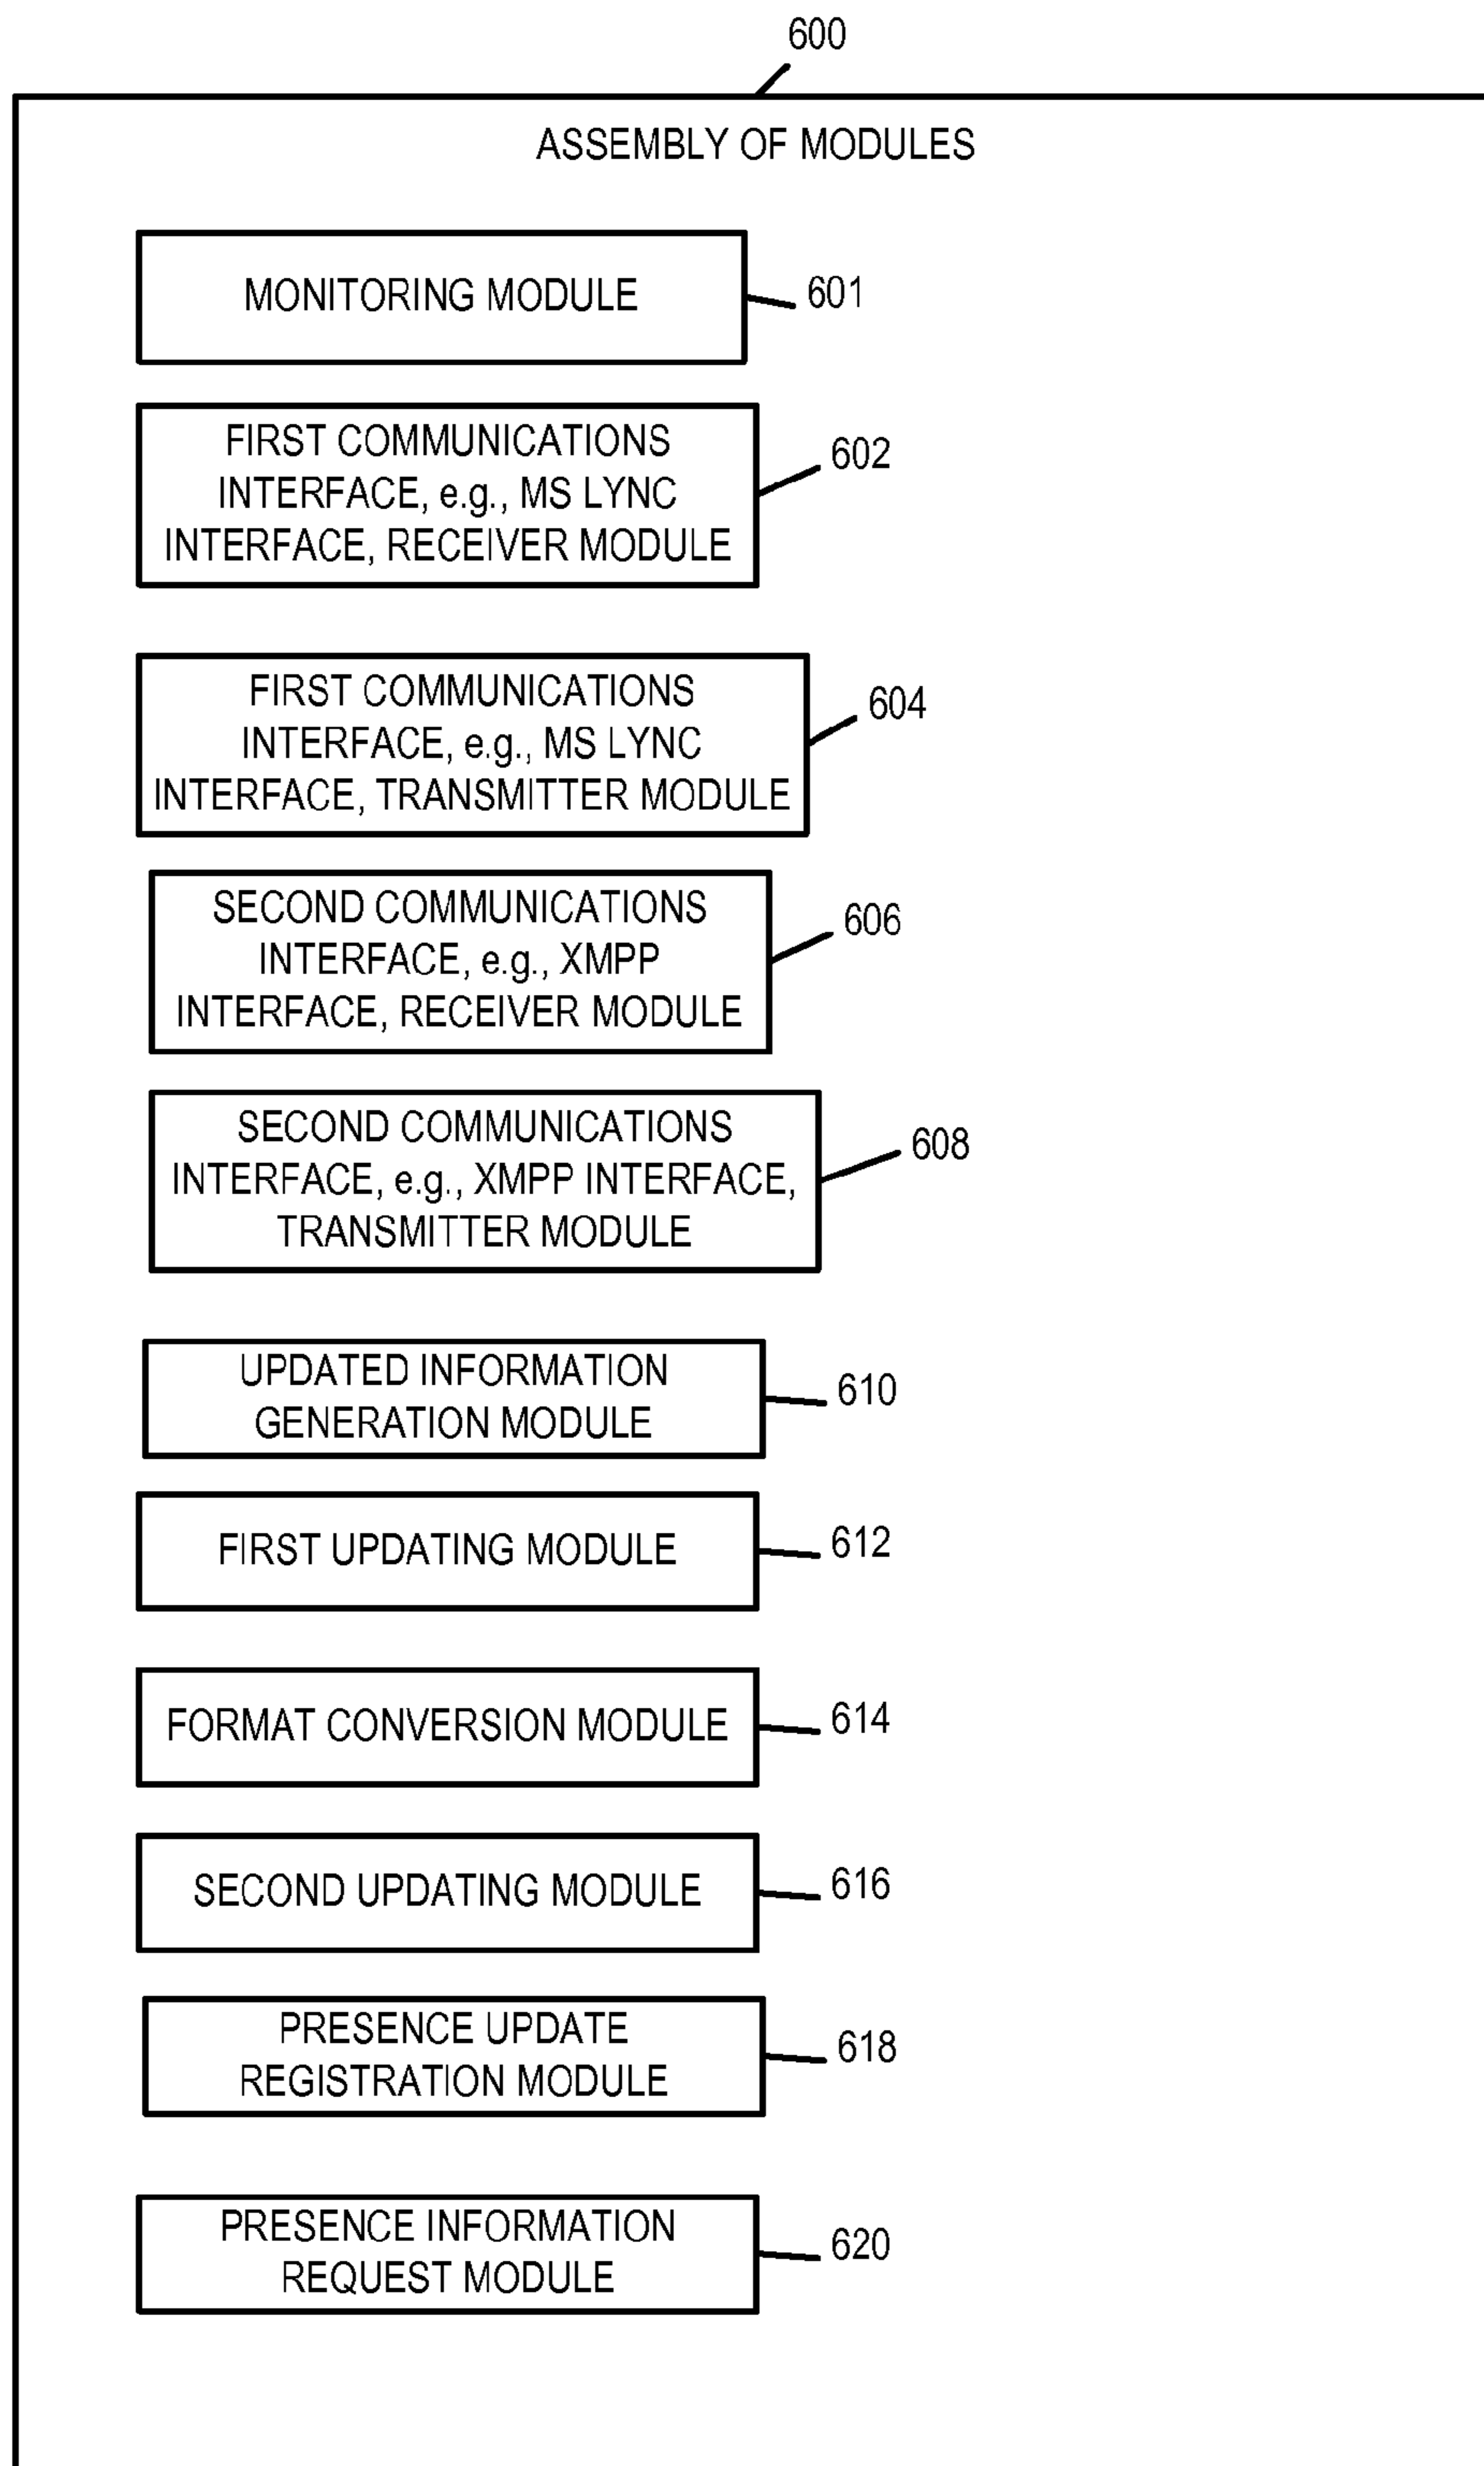 600
ASSEMBLY OF MODULES
MONITORING MODULE
601
FIRST COMMUNICATIONS
INTERFACE, e.g., MS LYNC
INTERFACE, RECEIVER MODULE
602
FIRST COMMUNICATIONS
INTERFACE, e.g., MS LYNC
INTERFACE, TRANSMITTER MODULE
604
SECOND COMMUNICATIONS
INTERFACE, e.g., XMPP
INTERFACE, RECEIVER MODULE
606
SECOND COMMUNICATIONS
INTERFACE, e.g., XMPP INTERFACE,
TRANSMITTER MODULE
608
UPDATED INFORMATION
GENERATION MODULE
610
FIRST UPDATING MODULE
612
FORMAT CONVERSION MODULE
614
SECOND UPDATING MODULE
616
PRESENCE UPDATE
REGISTRATION MODULE
618
PRESENCE INFORMATION
REQUEST MODULE
620